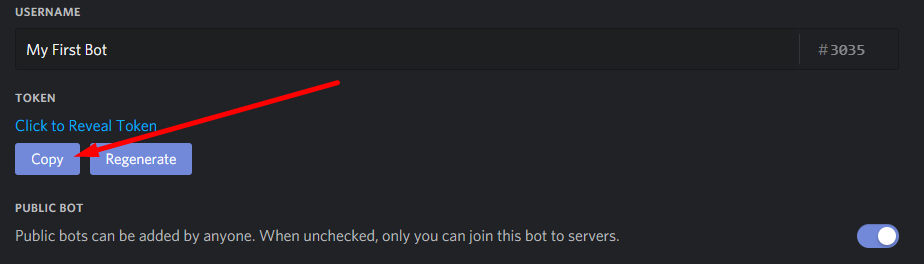 USERNAME
My First Bot #3035
TOKEN
Click to Reveal Token
Copy Regenerate
PUBLIC BOT
Public bots can be added by anyone. When unchecked, only you can join this bot to servers.